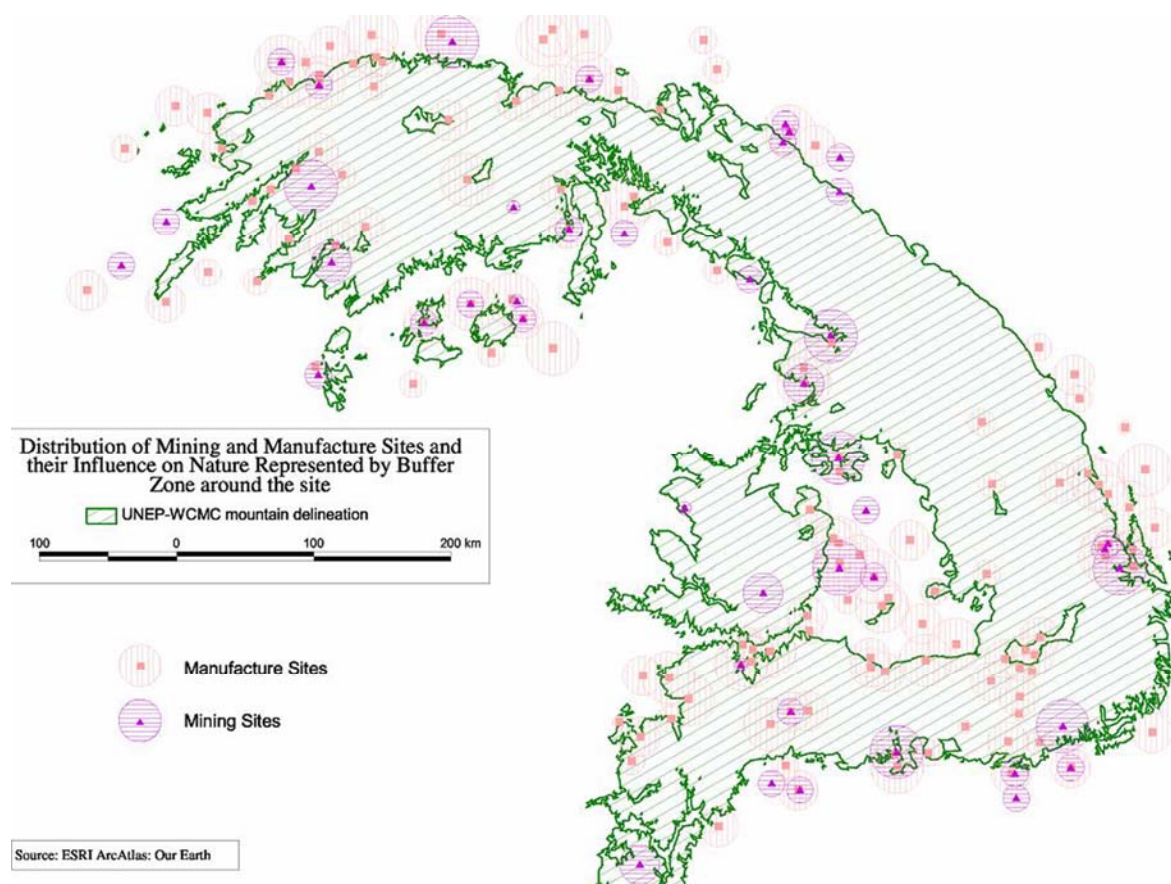 Distribution of Mining and Manufacture Sites and
their Influence on Nature Represented by Buffer
Zone around the site
UNEP-WCMC mountain delineation
100 0 100 200 km
Manufacture Sites
Mining Sites
Source: ESRI ArcAtlas: Our Earth